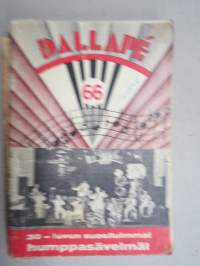 DALLAPÉ
66
30 - luvun suosituimmat
humppasävelmät